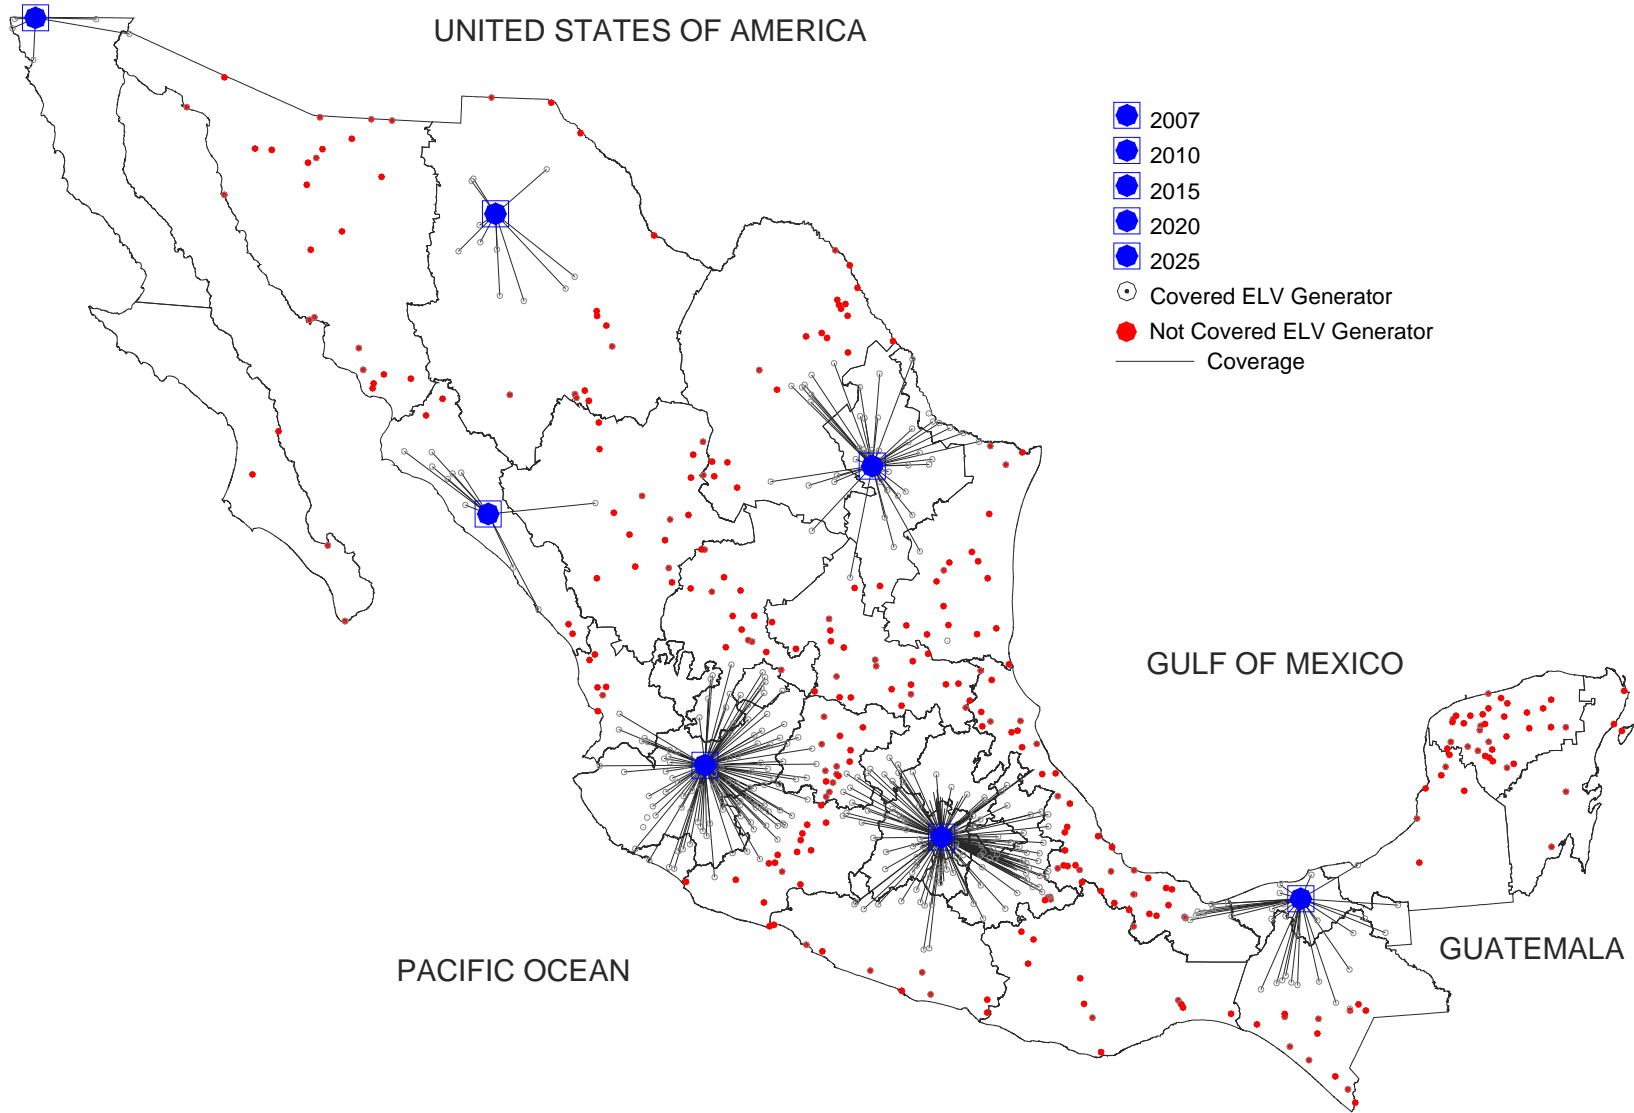 UNITED STATES OF AMERICA
2007
2010
2015
2020
2025
Covered ELV Generator
Not Covered ELV Generator
Coverage
GULF OF MEXICO
GUATEMALA
PACIFIC OCEAN